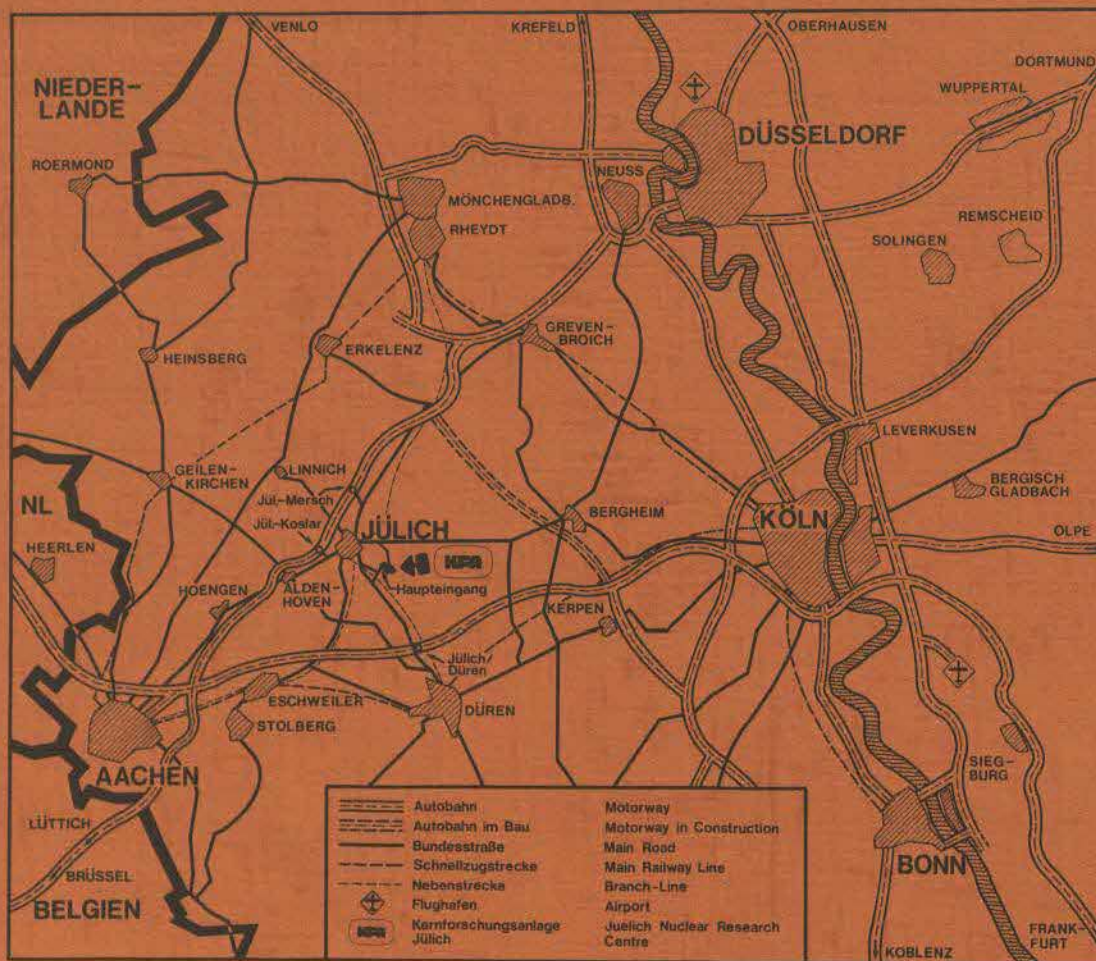 VENLO
KREFELD
OBERHAUSEN
DORTMUND
WUPPERTAL
NIEDER-
LANDE
DÜSSELDORF
ROERMOND
NEUSS
MÖNCHENGLADB.
RHEYDT
REMSCHEID
SOLINGEN
GREVEN-
BROICH
ERKELENZ
HEINSBERG
LEVERKUSEN
GEILEN-
KIRCHEN
LINNICH
Jül.-Mersch
BERGISCH
GLADBACH
NL
Jül.-Koslar
JÜLICH
BERGHEIM
KÖLN
OLPE
HEERLEN
KFA
HOENGEN
ALDEN-
HOVEN
Haupteingang
KERPEN
Jülich/
Düren
ESCHWEILER
DÜREN
STOLBERG
AACHEN
SIEG-
BURG
LÜTTICH
BRÜSSEL
BELGIEN
BONN
KOBLENZ
FRANK-
FURT
Autobahn Motorway
Autobahn im Bau Motorway in Construction
Bundesstraße Main Road
Schnellzugstrecke Main Railway Line
Nebenstrecke Branch-Line
Flughafen Airport
KFA Kernforschungsanlage Juelich Nuclear Research
Jülich Centre